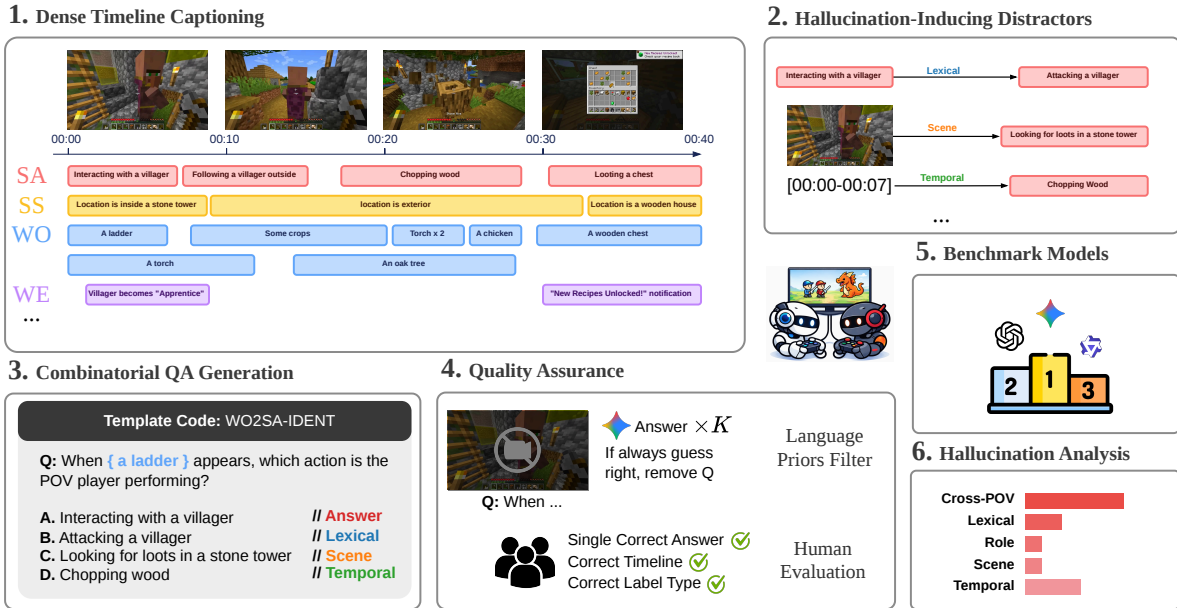 1. Dense Timeline Captioning
00:00 00:10 00:20 00:30 00:40
SA Interacting with a villager Following a villager outside Chopping wood Looting a chest
SS Location is inside a stone tower location is exterior Location is a wooden house
WO A ladder Some crops Torch x 2 A chicken A wooden chest
A torch An oak tree
WE Villager becomes "Apprentice" "New Recipes Unlocked!" notification
...
2. Hallucination-Inducing Distractors
Interacting with a villager Lexical Attacking a villager
Scene Looking for loots in a stone tower
[00:00-00:07] Temporal Chopping Wood
...
3. Combinatorial QA Generation
Template Code: WO2SA-IDENT
Q: When { a ladder } appears, which action is the
POV player performing?
A. Interacting with a villager // Answer
B. Attacking a villager // Lexical
C. Looking for loots in a stone tower // Scene
D. Chopping wood // Temporal
4. Quality Assurance
Answer ×K
If always guess
right, remove Q
Q: When ...
Language
Priors Filter
Single Correct Answer
Correct Timeline
Correct Label Type
Human
Evaluation
5. Benchmark Models
2 1 3
6. Hallucination Analysis
Cross-POV
Lexical
Role
Scene
Temporal